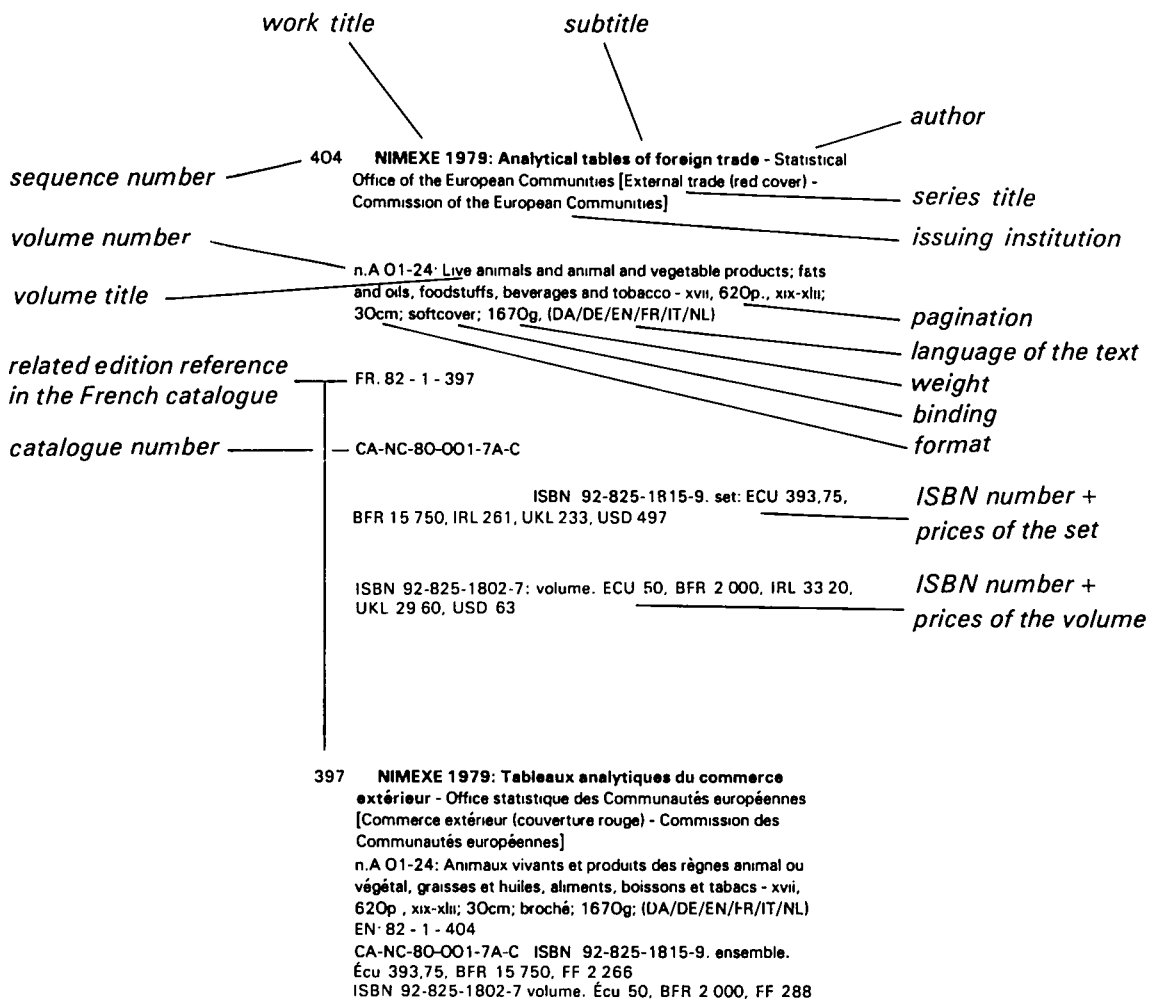 work title
subtitle
author
404 NIMEXE 1979: Analytical tables of foreign trade - Statistical
sequence number
Office of the European Communities [External trade (red cover) -
Commission of the European Communities]
series title
issuing institution
volume number
n.A 01-24: Live animals and animal and vegetable products; fats
volume title
and oils, foodstuffs, beverages and tobacco - xvii, 620p., xix-xlii;
30cm; softcover; 1670g, (DA/DE/EN/FR/IT/NL)
pagination
language of the text
weight
binding
format
related edition reference
in the French catalogue
FR. 82 - 1 - 397
catalogue number
CA-NC-80-001-7A-C
ISBN 92-825-1815-9. set: ECU 393,75,
BFR 15 750, IRL 261, UKL 233, USD 497
ISBN number +
prices of the set
ISBN 92-825-1802-7: volume. ECU 50, BFR 2 000, IRL 33 20,
UKL 29 60, USD 63
ISBN number +
prices of the volume
397 NIMEXE 1979: Tableaux analytiques du commerce
extérieur - Office statistique des Communautés européennes
[Commerce extérieur (couverture rouge) - Commission des
Communautés européennes]
n.A 01-24: Animaux vivants et produits des règnes animal ou
végétal, graisses et huiles, aliments, boissons et tabacs - xvii,
620p , xix-xlii; 30cm; broché; 1670g; (DA/DE/EN/FR/IT/NL)
EN· 82 - 1 - 404
CA-NC-80-001-7A-C ISBN 92-825-1815-9. ensemble.
Écu 393,75, BFR 15 750, FF 2 266
ISBN 92-825-1802-7 volume. Écu 50, BFR 2 000, FF 288